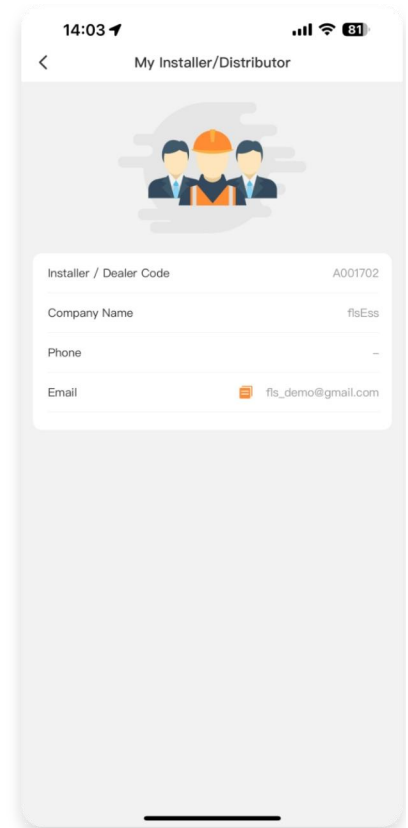 14:03
81
My Installer/Distributor
Installer / Dealer Code A001702
Company Name flsEss
Phone –
Email fls_demo@gmail.com